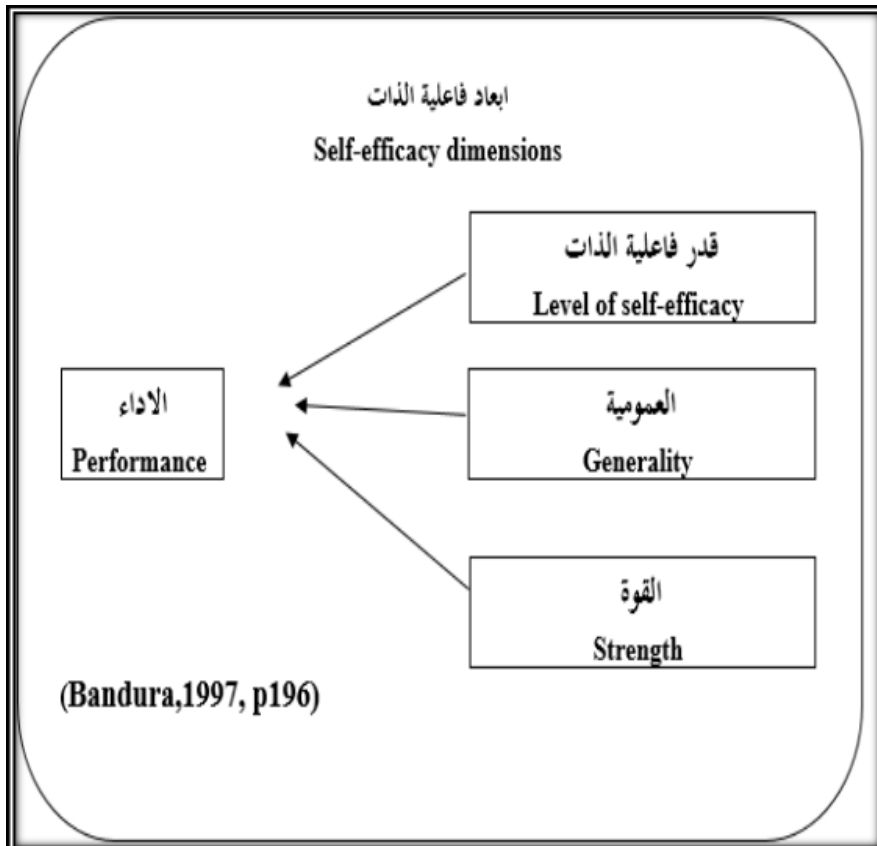 ابعاد فاعلية الذات
Self-efficacy dimensions
قدر فاعلية الذات
Level of self-efficacy
الاداء
Performance
العمومية
Generality
القوة
Strength
(Bandura,1997, p196)